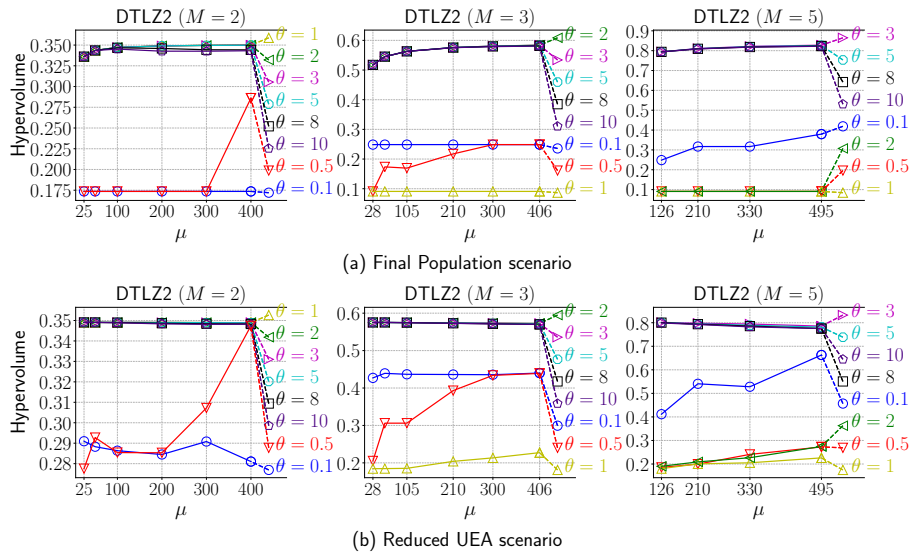 DTLZ2 (M = 2)
Hypervolume
0.350
0.325
0.300
0.275
0.250
0.225
0.200
0.175
25
100
200
300
400
μ
θ = 1
θ = 2
θ = 3
θ = 5
θ = 8
θ = 10
θ = 0.5
θ = 0.1
DTLZ2 (M = 3)
0.6
0.5
0.4
0.3
0.2
0.1
28
105
210
300
406
μ
θ = 2
θ = 3
θ = 5
θ = 8
θ = 10
θ = 0.1
θ = 0.5
θ = 1
DTLZ2 (M = 5)
0.9
0.8
0.7
0.6
0.5
0.4
0.3
0.2
0.1
126
210
330
495
μ
θ = 3
θ = 5
θ = 8
θ = 10
θ = 0.1
θ = 2
θ = 0.5
θ = 1
(a) Final Population scenario
DTLZ2 (M = 2)
Hypervolume
0.35
0.34
0.33
0.32
0.31
0.30
0.29
0.28
25
100
200
300
400
μ
θ = 1
θ = 2
θ = 3
θ = 5
θ = 8
θ = 10
θ = 0.5
θ = 0.1
DTLZ2 (M = 3)
0.6
0.5
0.4
0.3
0.2
28
105
210
300
406
μ
θ = 2
θ = 3
θ = 5
θ = 8
θ = 10
θ = 0.1
θ = 0.5
θ = 1
DTLZ2 (M = 5)
0.8
0.7
0.6
0.5
0.4
0.3
0.2
126
210
330
495
μ
θ = 3
θ = 5
θ = 10
θ = 8
θ = 0.1
θ = 2
θ = 0.5
θ = 1
(b) Reduced UEA scenario